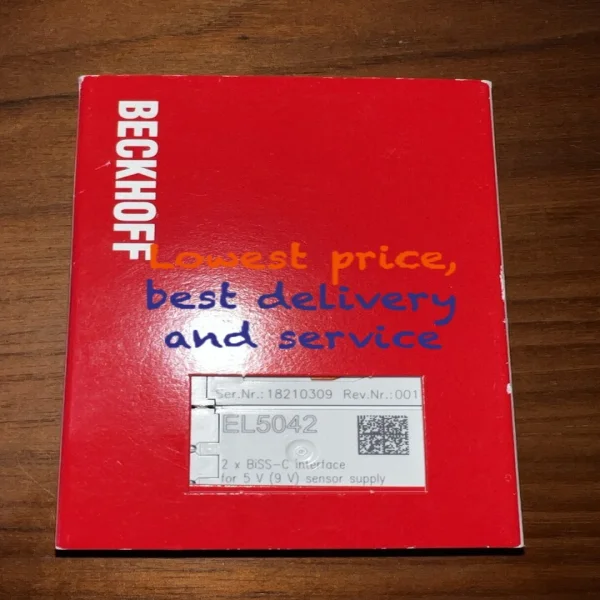 BECKHOFF
Lowest price,
best delivery
and service
Ser.Nr.: 18210309 Rev.Nr.: 001
EL5042
2 x BiSS-C Interface
for 5 V (9 V) sensor supply